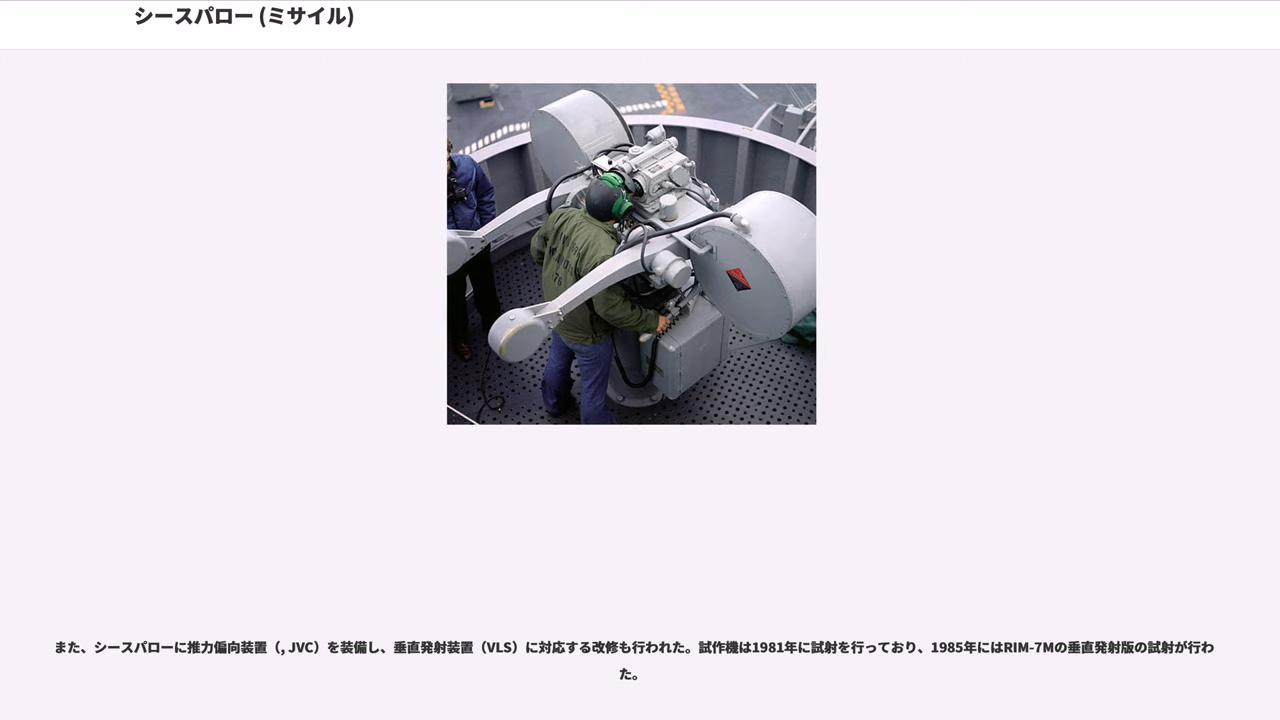 シースパロー (ミサイル)
また、シースパローに推力偏向装置（, JVC）を装備し、垂直発射装置（VLS）に対応する改修も行われた。試作機は1981年に試射を行っており、1985年にはRIM-7Mの垂直発射版の試射が行わ
た。